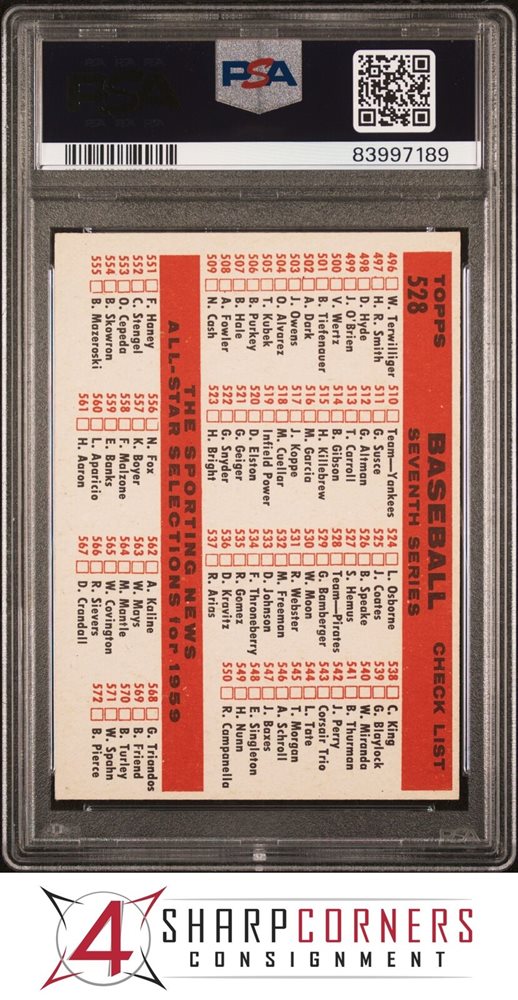 PSA
PSA
83997189
TOPPS BASEBALL CHECK LIST
528 SEVENTH SERIES
496 W. Terwilliger 510 Team—Yankees 524 L. Osborne 538 C. King
497 H. R. Smith 511 G. Susce 525 J. Coates 539 G. Blaylock
498 D. Hyde 512 G. Altman 526 B. Speake 540 W. Miranda
499 J. O'Brien 513 T. Carroll 527 S. Hemus 541 B. Thurman
500 V. Wertz 514 B. Gibson 528 Team—Pirates 542 J. Perry
501 B. Tiefenauer 515 H. Killebrew 529 G. Bamberger 543 Corsair Trio
502 A. Dark 516 M. Garcia 530 W. Moon 544 L. Tate
503 J. Owens 517 J. Koppe 531 R. Webster 545 T. Morgan
504 O. Alvarez 518 M. Cuellar 532 M. Freeman 546 A. Schroll
505 T. Kubek 519 Infield Power 533 D. Johnson 547 J. Baxes
506 B. Purkey 520 D. Elston 534 F. Throneberry 548 E. Singleton
507 B. Hale 521 G. Geiger 535 R. Gomez 549 H. Nunn
508 A. Fowler 522 G. Snyder 536 D. Kravitz 550 R. Campanella
509 N. Cash 523 H. Bright 537 R. Arias
THE SPORTING NEWS
ALL-STAR SELECTIONS for 1959
551 F. Haney 556 N. Fox 562 A. Kaline 568 G. Triandos
552 C. Stengel 557 K. Boyer 563 W. Mays 569 B. Friend
553 O. Cepeda 558 F. Malzone 564 M. Mantle 570 B. Turley
554 B. Skowron 559 E. Banks 565 W. Covington 571 W. Spahn
555 B. Mazeroski 560 L. Aparicio 566 R. Sievers 572 B. Pierce
561 H. Aaron 567 D. Crandall
PSA
4 SHARPCORNERS
CONSIGNMENT